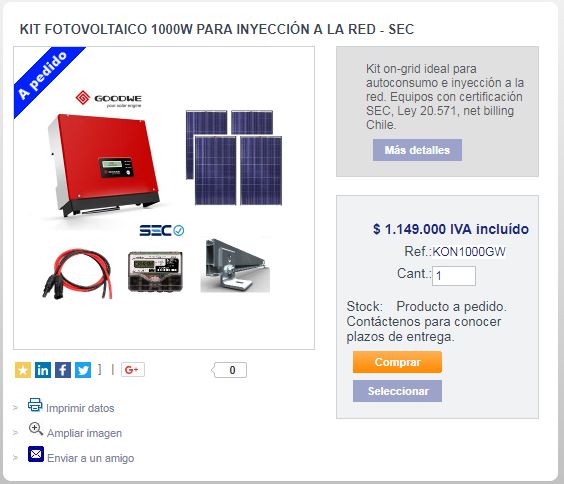 KIT FOTOVOLTAICO 1000W PARA INYECCIÓN A LA RED - SEC
A pedido
GOODWE
your solar engine
SEC
Kit on-grid ideal para
autoconsumo e inyección a la
red. Equipos con certificación
SEC, Ley 20.571, net billing
Chile.
Más detalles
$ 1.149.000 IVA incluído
Ref.:KON1000GW
Cant.:1
Stock: Producto a pedido.
Contáctenos para conocer
plazos de entrega.
Comprar
Seleccionar
] | G+ 0
> Imprimir datos
> Ampliar imagen
> Enviar a un amigo